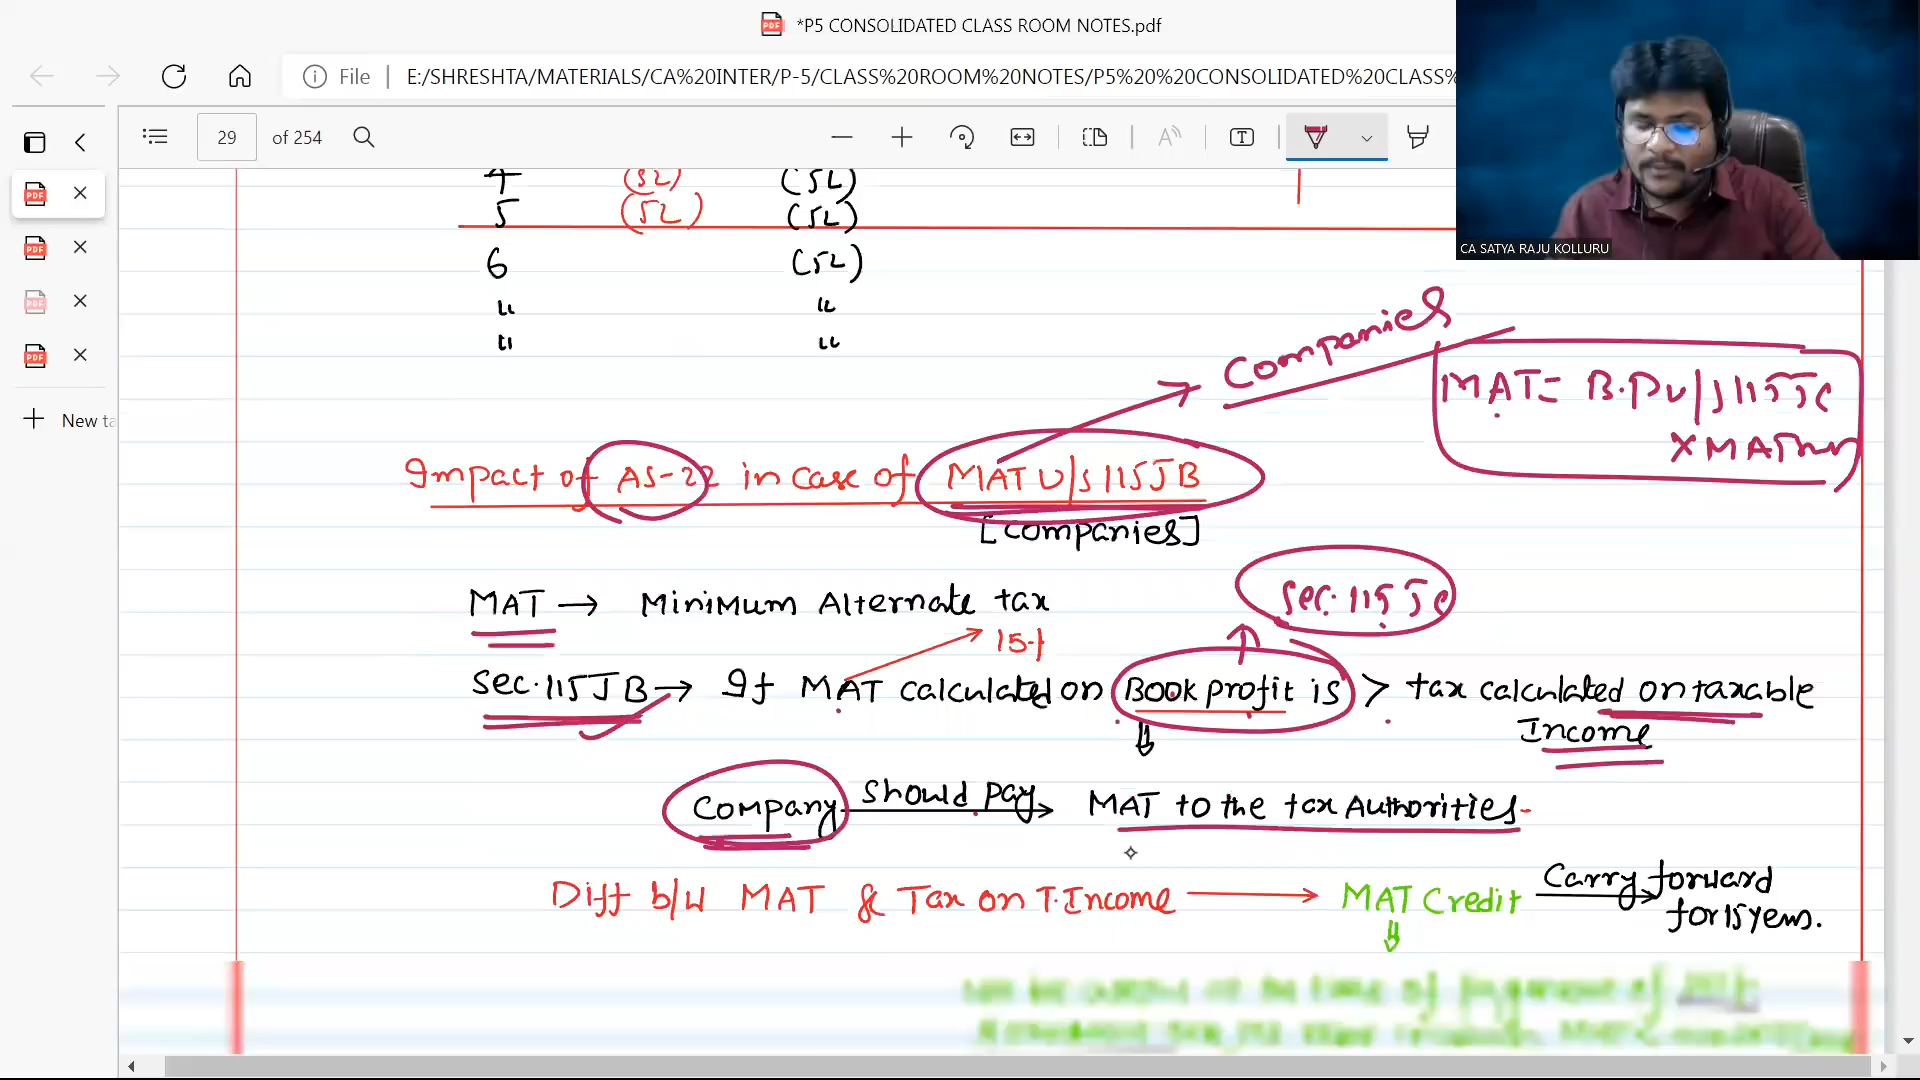 *P5 CONSOLIDATED CLASS ROOM NOTES.pdf
File
E:/SHRESHTA/MATERIALS/CA%20INTER/P-5/CLASS%20ROOM%20NOTES/P5%20%20CONSOLIDATED%20CLASS%
29 of 254
CA SATYA RAJU KOLLURU
New ta
4 (5L) (5L)
5 (5L) (5L)
6 (5L)
" "
" "
Companies
MAT = B.P u/s 115JC
X MAT
Impact of AS-22 in case of MAT U/s 115JB
[Companies]
MAT → Minimum Alternate tax
Sec. 115JC
15%
Sec. 115JB → If MAT calculated on Book profit is > tax calculated on taxable
Income
Company should pay → MAT to the tax Authorities.
Diff b/w MAT & Tax on T. Income → MAT Credit Carry forward
for 15 years.